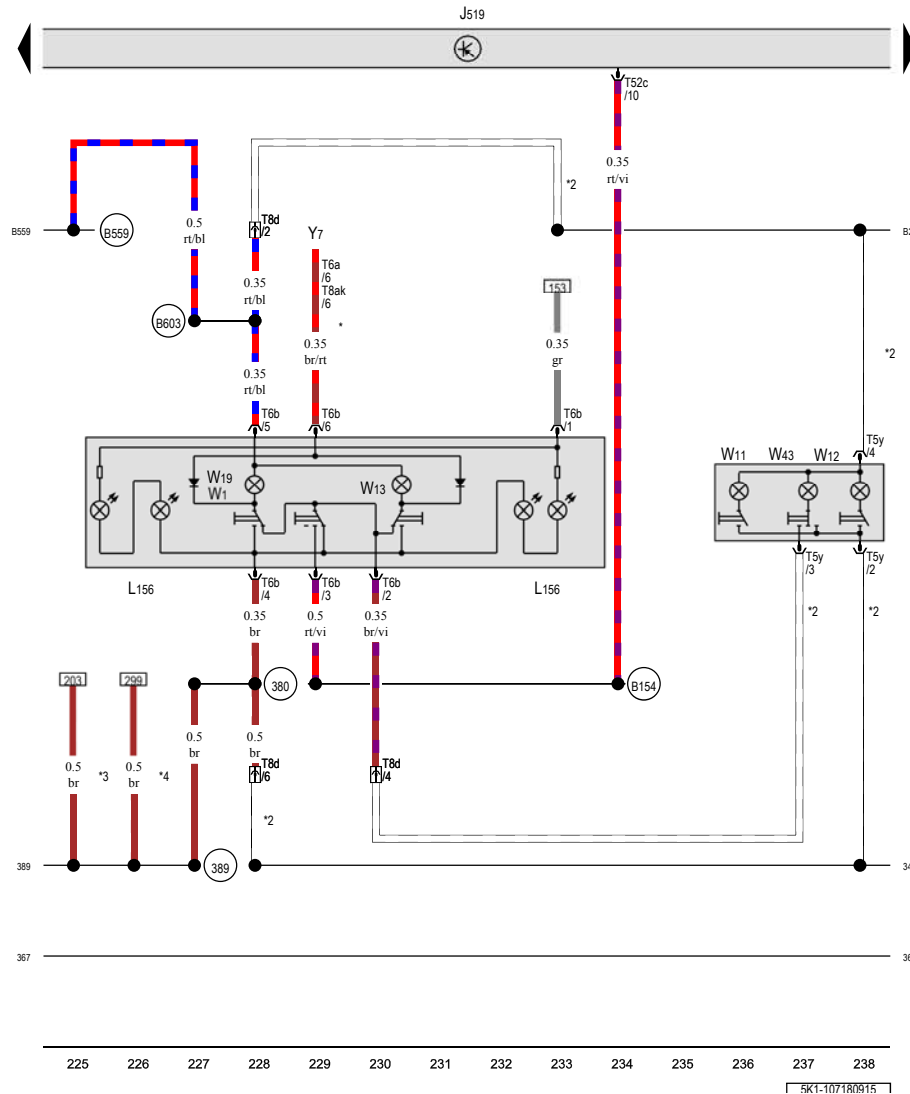 J519
T52c
/10
0.35
rt/vi
*2
B559
B559
0.5
rt/bl
T8d
/2
Y7
T6a
/6
T8ak
/6
*
153
0.35
rt/bl
B603
0.35
br/rt
0.35
gr
*2
0.35
rt/bl
T6b
/5
T6b
/6
T6b
/1
T5y
/4
W11
W43
W12
W19
W1
W13
L156
L156
T6b
/4
T6b
/3
T6b
/2
T5y
/3
T5y
/2
0.35
br
0.5
rt/vi
0.35
br/vi
*2
*2
203
299
380
B154
0.5
br
0.5
br
0.5
br
*3
0.5
br
*4
T8d
/6
T8d
/4
*2
389
389
367
225 226 227 228 229 230 231 232 233 234 235 236 237 238
5K1-107180915